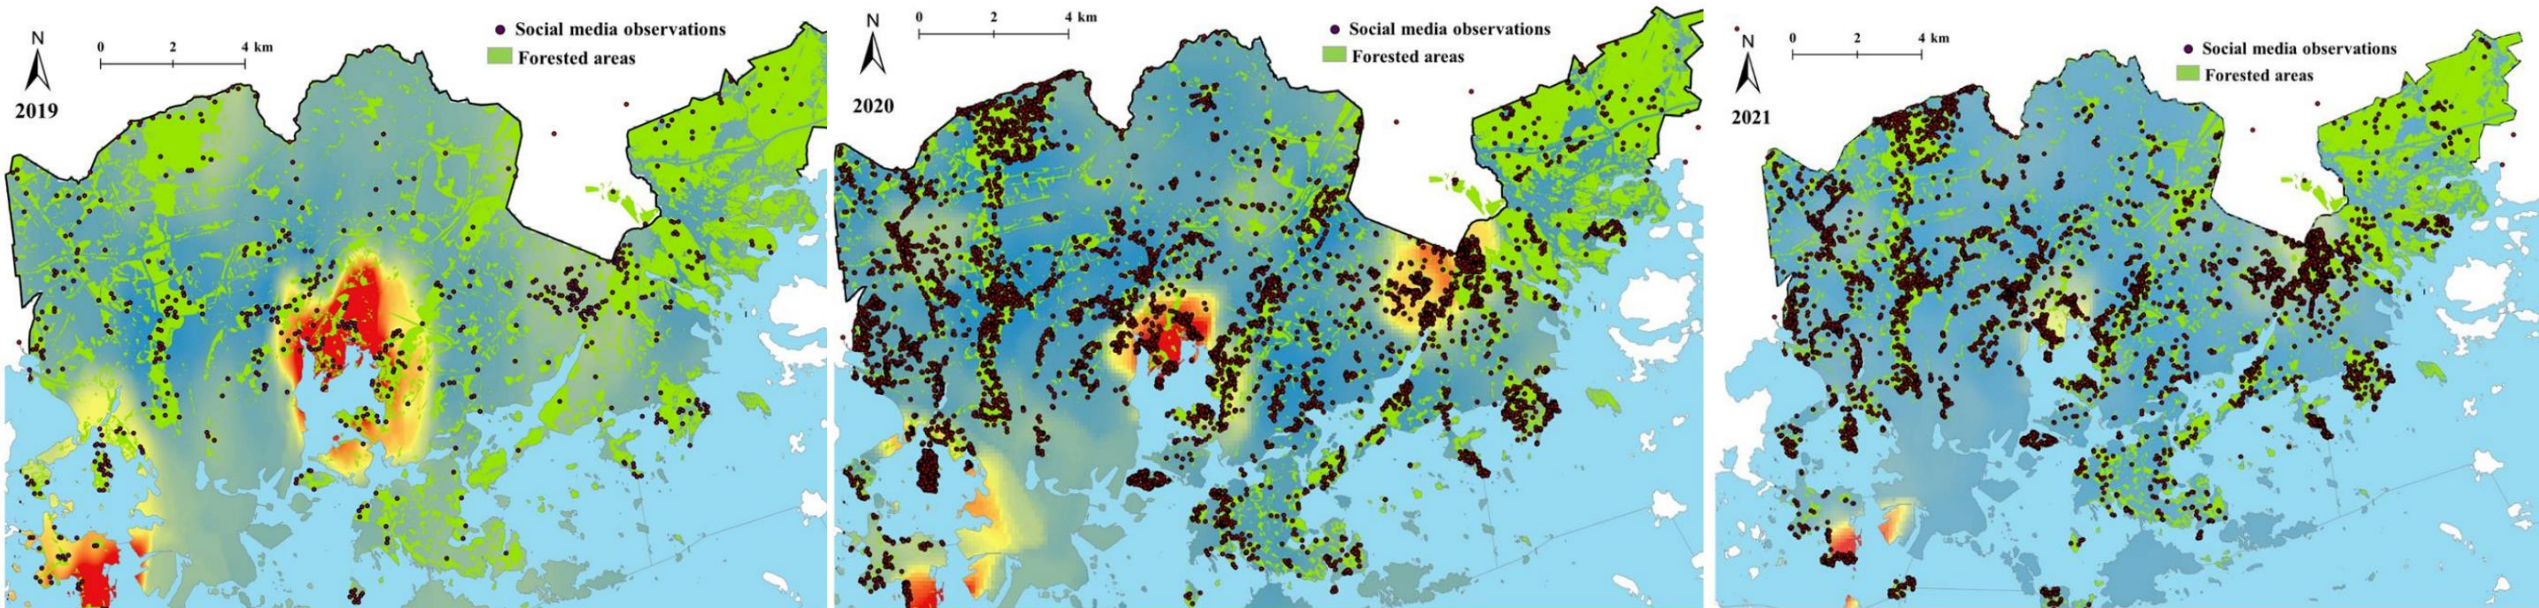 N
0 2 4 km
Social media observations
Forested areas
2019
N
0 2 4 km
Social media observations
Forested areas
2020
N
0 2 4 km
Social media observations
Forested areas
2021